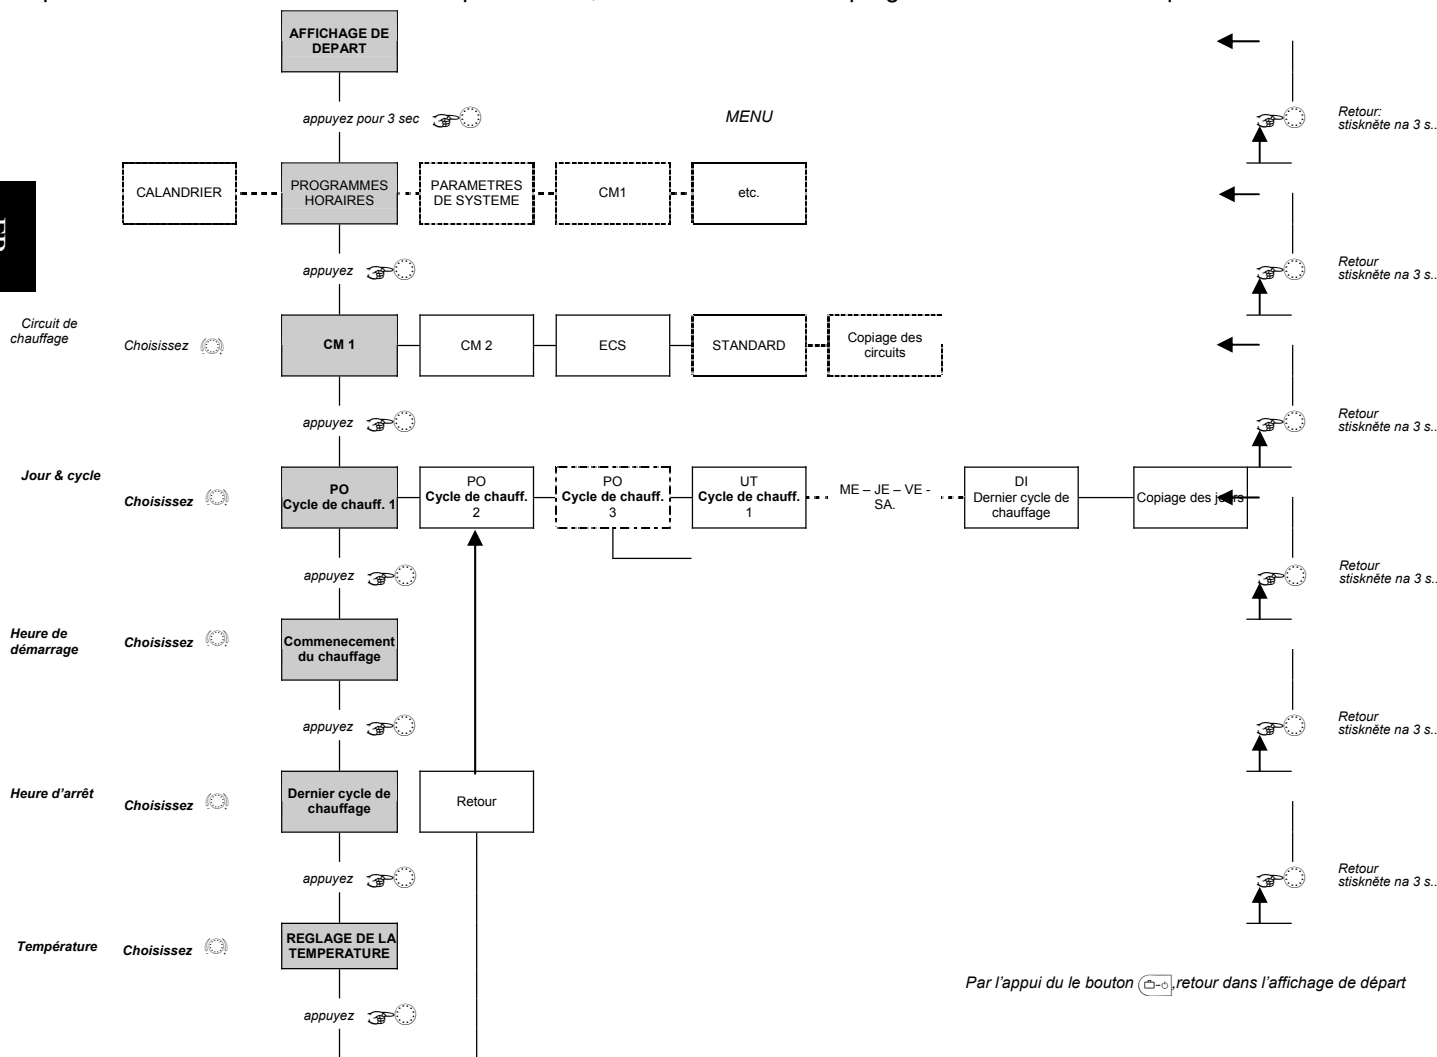 AFFICHAGE DE
DEPART
appuyez pour 3 sec
MENU
Retour:
stiskněte na 3 s..
CALANDRIER
PROGRAMMES
HORAIRES
PARAMETRES
DE SYSTEME
CM1
etc.
appuyez
Retour
stiskněte na 3 s..
Circuit de
chauffage
Choisissez
CM 1
CM 2
ECS
STANDARD
Copiage des
circuits
appuyez
Retour
stiskněte na 3 s..
Jour & cycle
Choisissez
PO
Cycle de chauff. 1
PO
Cycle de chauff.
2
PO
Cycle de chauff.
3
UT
Cycle de chauff.
1
ME – JE – VE -
SA.
DI
Dernier cycle de
chauffage
Copiage des jours
appuyez
Retour
stiskněte na 3 s..
Heure de
démarrage
Choisissez
Commenecement
du chauffage
appuyez
Retour
stiskněte na 3 s..
Heure d'arrêt
Choisissez
Dernier cycle de
chauffage
Retour
appuyez
Retour
stiskněte na 3 s..
Température
Choisissez
REGLAGE DE LA
TEMPERATURE
Par l'appui du le bouton ,retour dans l'affichage de départ
appuyez